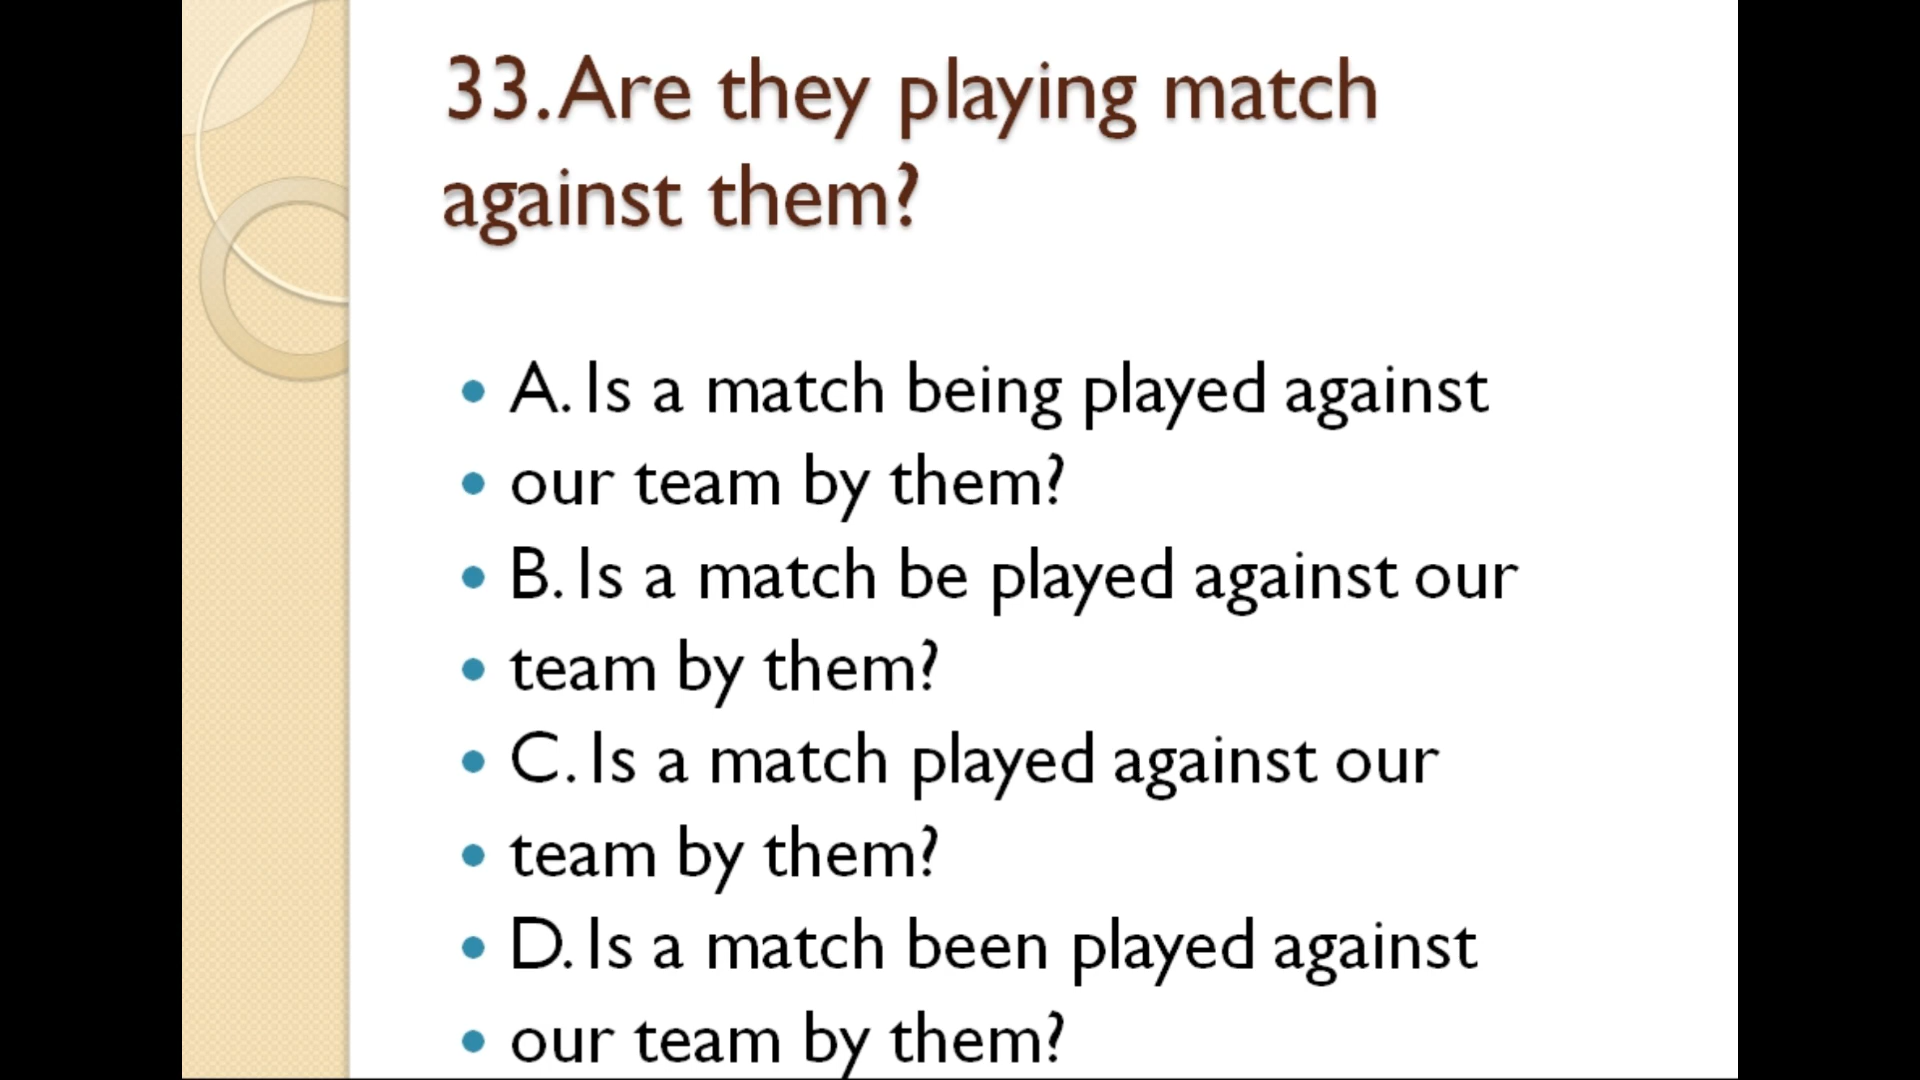 33. Are they playing match
against them?
• A. Is a match being played against
• our team by them?
• B. Is a match be played against our
• team by them?
• C. Is a match played against our
• team by them?
• D. Is a match been played against
• our team by them?